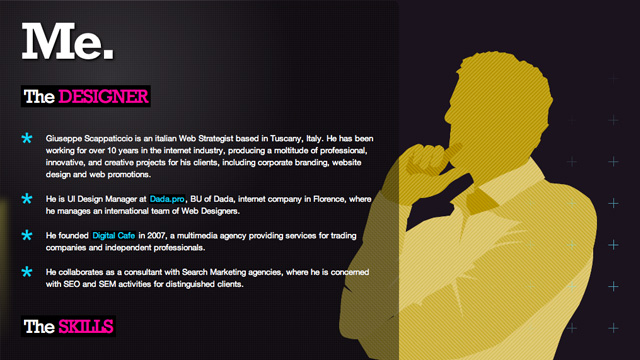 Me.
The DESIGNER
* Giuseppe Scappaticcio is an italian Web Strategist based in Tuscany, Italy. He has been
working for over 10 years in the internet industry, producing a moltitude of profesional,
innovative, and creative projects for his clients, including corporate branding, website
design and web promotions.
* He is UI Design Manager at Dada.pro, BU of Dada, internet company in Florence, where
he manages an international team of Web Designers.
* He founded Digital Cafe in 2007, a multimedia agency providing services for trading
companies and independent professionals.
* He collaborates as a consultant with Search Marketing agencies, where he is concerned
with SEO and SEM activities for distinguished clients.
The SKILLS